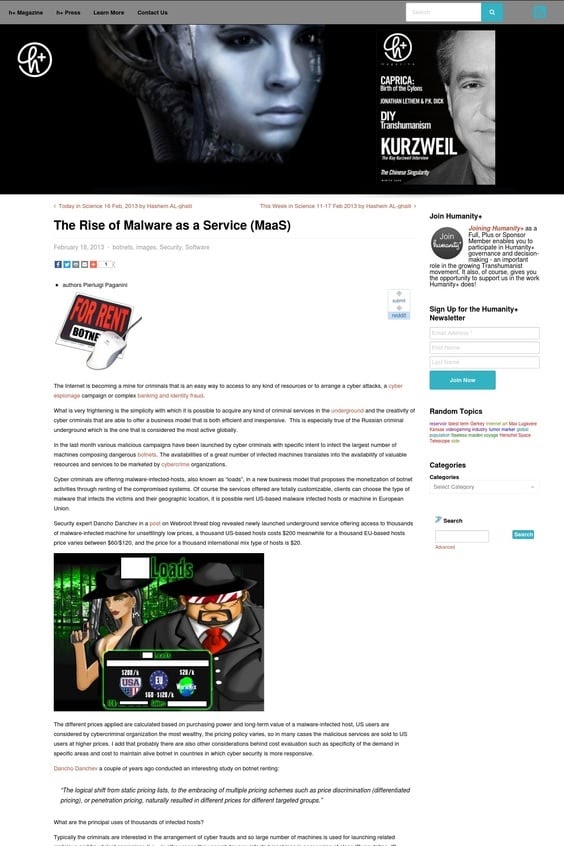 h+ Magazine h+ Press Learn More Contact Us
Search
h+
h+
magazine
CAPRICA:
Birth of the Cylons
JONATHAN LETHEM & P.K. DICK
DIY
Transhumanism
KURZWEIL
The Ray Kurzweil Interview
The Chinese Singularity
‹ Today in Science 16 Feb, 2013 by Hashem AL-ghaili
This Week in Science 11-17 Feb 2013 by Hashem AL-ghaili ›
The Rise of Malware as a Service (MaaS)
February 18, 2013 · botnets, images, Security, Software
1
authors Pierluigi Paganini
submit
reddit
FOR RENT
BOTNE
The Internet is becoming a mine for criminals that is an easy way to access to any kind of resources or to arrange a cyber attacks, a cyber
espionage campaign or complex banking and identity fraud.
What is very frightening is the simplicity with which it is possible to acquire any kind of criminal services in the underground and the creativity of
cyber criminals that are able to offer a business model that is both efficient and inexpensive. This is especially true of the Russian criminal
underground which is the one that is considered the most active globally.
In the last month various malicious campaigns have been launched by cyber criminals with specific intent to infect the largest number of
machines composing dangerous botnets. The availabilities of a great number of infected machines translates into the availability of valuable
resources and services to be marketed by cybercrime organizations.
Cyber criminals are offering malware-infected-hosts, also known as “loads”, in a new business model that proposes the monetization of botnet
activities through renting of the compromised systems. Of course the services offered are totally customizable, clients can choose the type of
malware that infects the victims and their geographic location, it is possible rent US-based malware infected hosts or machine in European
Union.
Security expert Dancho Danchev in a post on Webroot threat blog revealed newly launched underground service offering access to thousands
of malware-infected machine for unsettlingly low prices, a thousand US-based hosts costs $200 meanwhile for a thousand EU-based hosts
price varies between $60/$120, and the price for a thousand international mix type of hosts is $20.
Loads
Loads
$200/k
$20/k
USA
EU
WorldMix
$60-$120/k
The different prices applied are calculated based on purchasing power and long-term value of a malware-infected host, US users are
considered by cybercriminal organization the most wealthy, the pricing policy varies, so in many cases the malicious services are sold to US
users at higher prices. I add that probably there are also other considerations behind cost evaluation such as specificity of the demand in
specific areas and cost to maintain alive botnet in countries in which cyber security is more responsive.
Dancho Danchev a couple of years ago conducted an interesting study on botnet renting:
“The logical shift from static pricing lists, to the embracing of multiple pricing schemes such as price discrimination (differentiated
pricing), or penetration pricing, naturally resulted in different prices for different targeted groups.”
What are the principal uses of thousands of infected hosts?
Typically the criminals are interested in the arrangement of cyber frauds and so large number of machines is used for launching related
Join Humanity+
Join
humanity+
Joining Humanity+ as a
Full, Plus or Sponsor
Member enables you to
participate in Humanity+
governance and decision-
making - an important
role in the growing Transhumanist
movement. It also, of course, gives you
the opportunity to support us in the work
Humanity+ does!
Sign Up for the Humanity+
Newsletter
Email Address *
First Name
Last Name
Join Now
Random Topics
reservoir latest term Gerkey internet art Max Lugavere
Kansas videogaming industry tumor marker global
population flawless maiden voyage Herschel Space
Telescope side
Categories
Categories
Select Category
Search
Search
Advanced